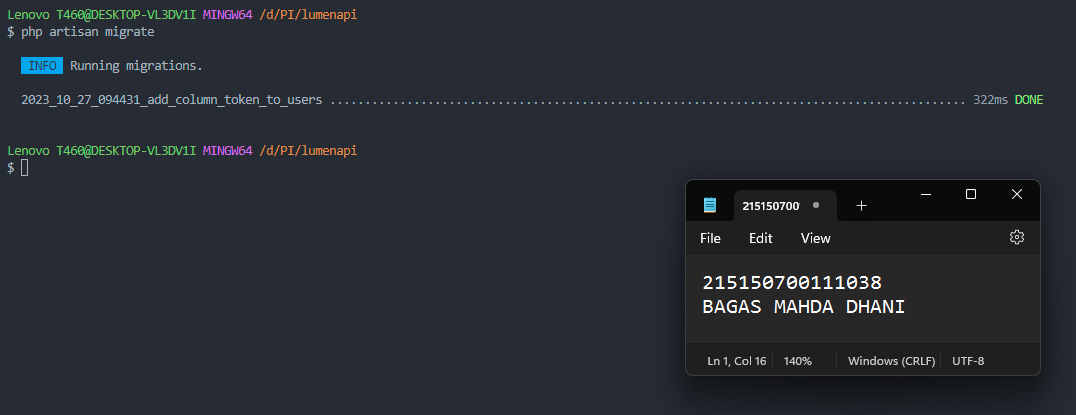 Lenovo T460@DESKTOP-VL3DV1I MINGW64 /d/PI/lumenapi
$ php artisan migrate
INFO Running migrations.
2023_10_27_094431_add_column_token_to_users ........................................................................................... 322ms DONE
Lenovo T460@DESKTOP-VL3DV1I MINGW64 /d/PI/lumenapi
$
215150700
File Edit View
215150700111038
BAGAS MAHDA DHANI
Ln 1, Col 16 140% Windows (CRLF) UTF-8